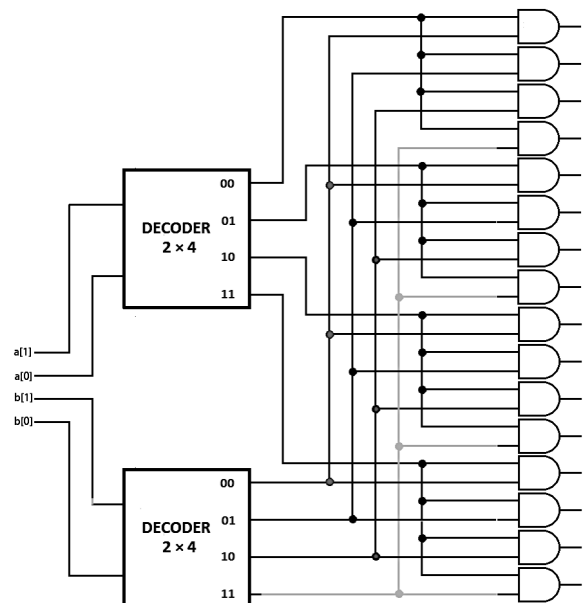 00
01
DECODER
2 × 4
10
11
a[1]
a[0]
b[1]
b[0]
00
01
DECODER
2 × 4
10
11